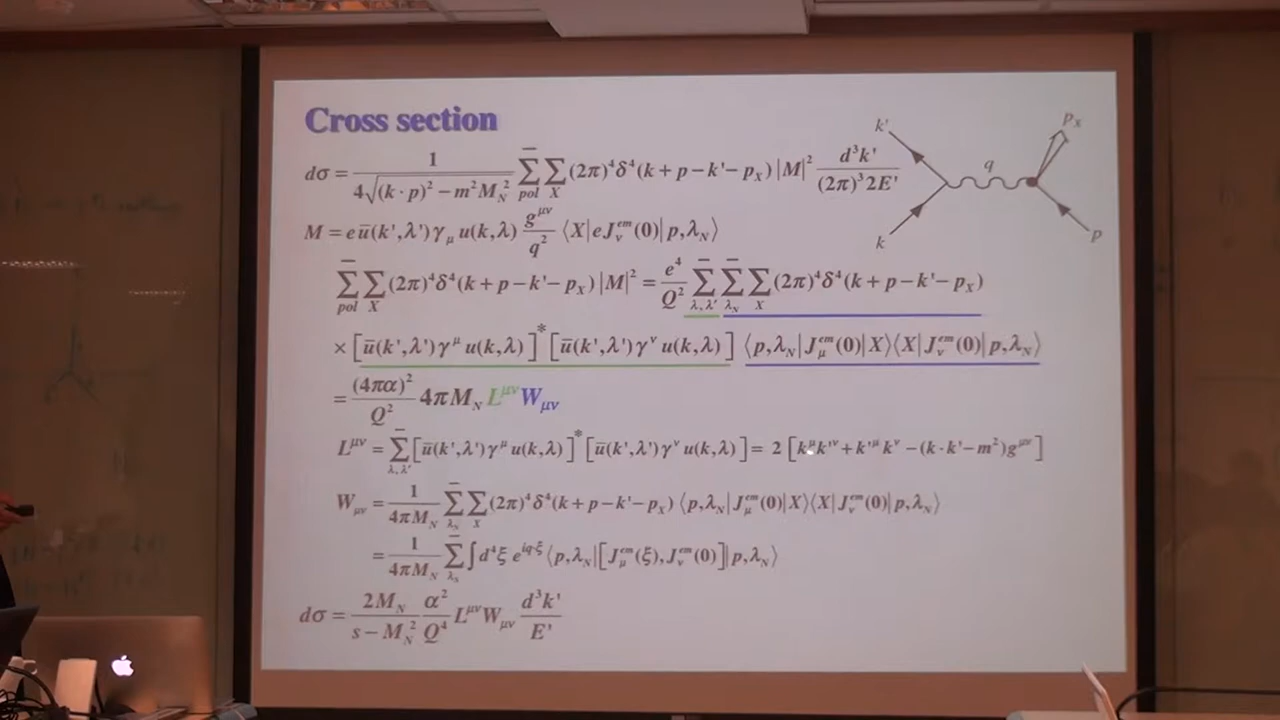 Cross section
dσ = 1 / 4√((k·p)² − m²M_N²) Σ̄_pol Σ_X (2π)⁴δ⁴(k + p − k' − p_X) |M|² d³k' / (2π)³2E'
M = e ū(k',λ')γ_μ u(k,λ) g^{μν} / q² ⟨X|eJ_ν^{em}(0)|p,λ_N⟩
Σ̄_pol Σ_X (2π)⁴δ⁴(k + p − k' − p_X) |M|² = e⁴ / Q² Σ̄_{λ,λ'} Σ̄_{λ_N} Σ_X (2π)⁴δ⁴(k + p − k' − p_X)
× [ū(k',λ')γ^μ u(k,λ)]* [ū(k',λ')γ^ν u(k,λ)] ⟨p,λ_N|J_μ^{em}(0)|X⟩⟨X|J_ν^{em}(0)|p,λ_N⟩
= (4πα)² / Q² 4πM_N L^{μν}W_{μν}
L^{μν} = Σ̄_{λ,λ'} [ū(k',λ')γ^μ u(k,λ)]* [ū(k',λ')γ^ν u(k,λ)] = 2 [k^μk'^ν + k'^μk^ν − (k·k' − m²)g^{μν}]
W_{μν} = 1 / 4πM_N Σ̄_{λ_N} Σ_X (2π)⁴δ⁴(k + p − k' − p_X) ⟨p,λ_N|J_μ^{em}(0)|X⟩⟨X|J_ν^{em}(0)|p,λ_N⟩
= 1 / 4πM_N Σ̄_{λ_N} ∫d⁴ξ e^{iq·ξ} ⟨p,λ_N|[J_μ^{em}(ξ), J_ν^{em}(0)]|p,λ_N⟩
dσ = 2M_N / s − M_N² α² / Q⁴ L^{μν}W_{μν} d³k' / E'
k'
p_X
q
k
p